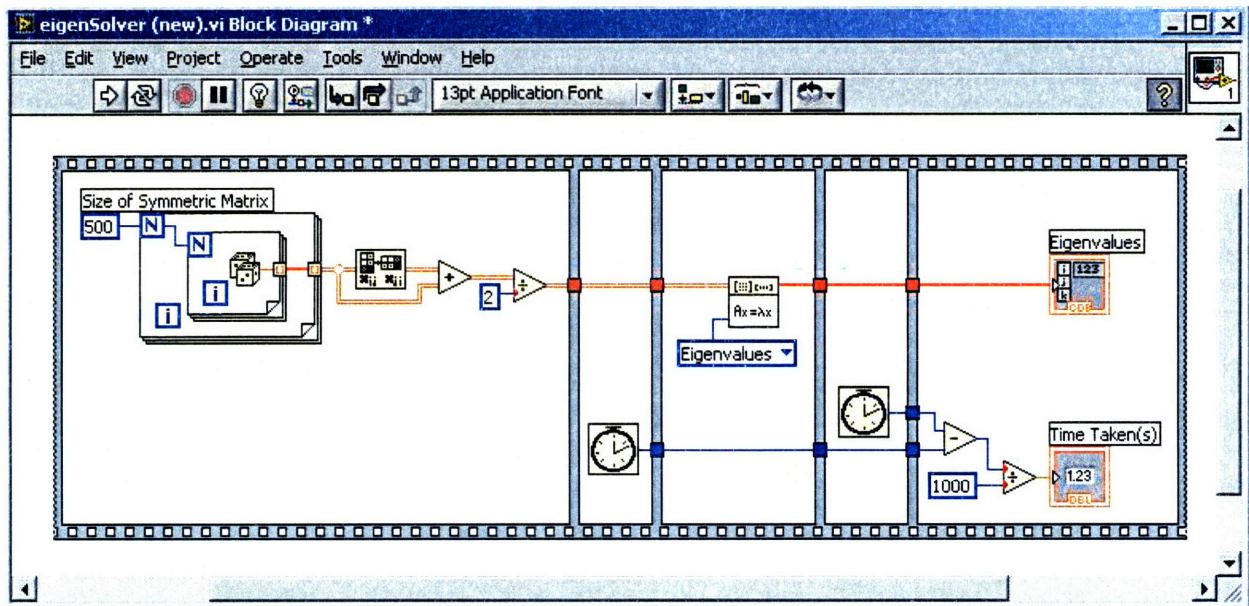 eigenSolver (new).vi Block Diagram *
File Edit View Project Operate Tools Window Help
13pt Application Font
1
Size of Symmetric Matrix
500
N
N
i
i
2
Ax=λx
Eigenvalues
Eigenvalues
i 123
j
k
Time Taken(s)
1000
1.23
DBL